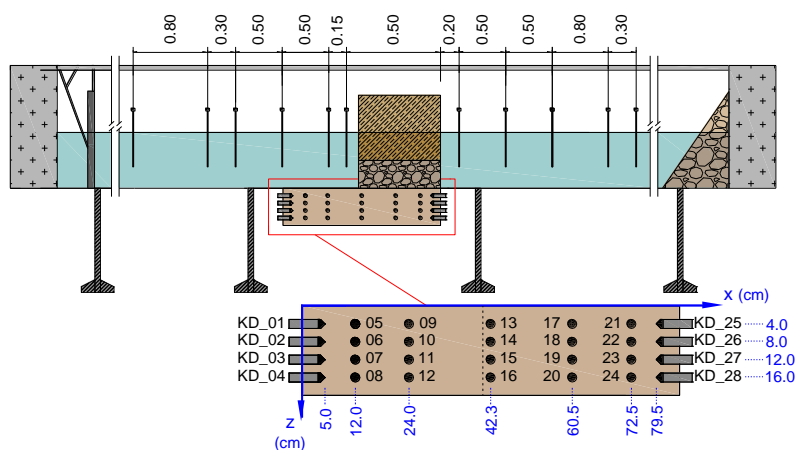 0.80 0.30 0.50 0.50 0.15 0.50 0.20 0.50 0.50 0.80 0.30
x (cm)
KD_01 05 09 13 17 21 KD_25 4.0
KD_02 06 10 14 18 22 KD_26 8.0
KD_03 07 11 15 19 23 KD_27 12.0
KD_04 08 12 16 20 24 KD_28 16.0
z
(cm)
5.0 12.0 24.0 42.3 60.5 72.5 79.5